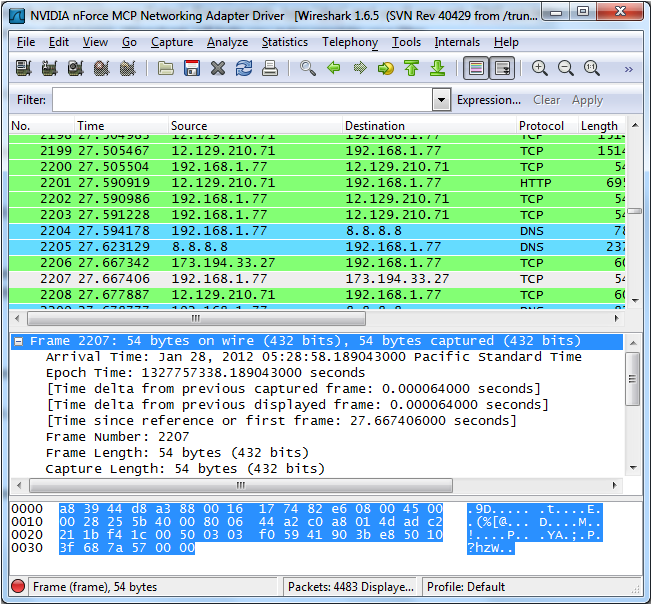 NVIDIA nForce MCP Networking Adapter Driver [Wireshark 1.6.5 (SVN Rev 40429 from /trun...
File Edit View Go Capture Analyze Statistics Telephony Tools Internals Help
Filter: Expression... Clear Apply
No. Time Source Destination Protocol Length
2198 27.504985 12.129.210.71 192.168.1.77 TCP 1514
2199 27.505467 12.129.210.71 192.168.1.77 TCP 1514
2200 27.505504 192.168.1.77 12.129.210.71 TCP 54
2201 27.590919 12.129.210.71 192.168.1.77 HTTP 695
2202 27.590986 192.168.1.77 12.129.210.71 TCP 54
2203 27.591228 192.168.1.77 12.129.210.71 TCP 54
2204 27.594178 192.168.1.77 8.8.8.8 DNS 78
2205 27.623129 8.8.8.8 192.168.1.77 DNS 237
2206 27.667342 173.194.33.27 192.168.1.77 TCP 60
2207 27.667406 192.168.1.77 173.194.33.27 TCP 54
2208 27.677887 12.129.210.71 192.168.1.77 TCP 60
Frame 2207: 54 bytes on wire (432 bits), 54 bytes captured (432 bits)
Arrival Time: Jan 28, 2012 05:28:58.189043000 Pacific Standard Time
Epoch Time: 1327757338.189043000 seconds
[Time delta from previous captured frame: 0.000064000 seconds]
[Time delta from previous displayed frame: 0.000064000 seconds]
[Time since reference or first frame: 27.667406000 seconds]
Frame Number: 2207
Frame Length: 54 bytes (432 bits)
Capture Length: 54 bytes (432 bits)
0000 a8 39 44 d8 a3 88 00 16 17 74 82 e6 08 00 45 00 .9D..... .t....E.
0010 00 28 25 5b 40 00 80 06 44 a2 c0 a8 01 4d ad c2 .(%[@... D....M..
0020 21 1b f4 1c 00 50 03 03 f0 59 41 90 3b e8 50 10 !....P.. .YA.;.P.
0030 3f 68 7a 57 00 00 ?hzW..
Frame (frame), 54 bytes Packets: 4483 Displaye... Profile: Default